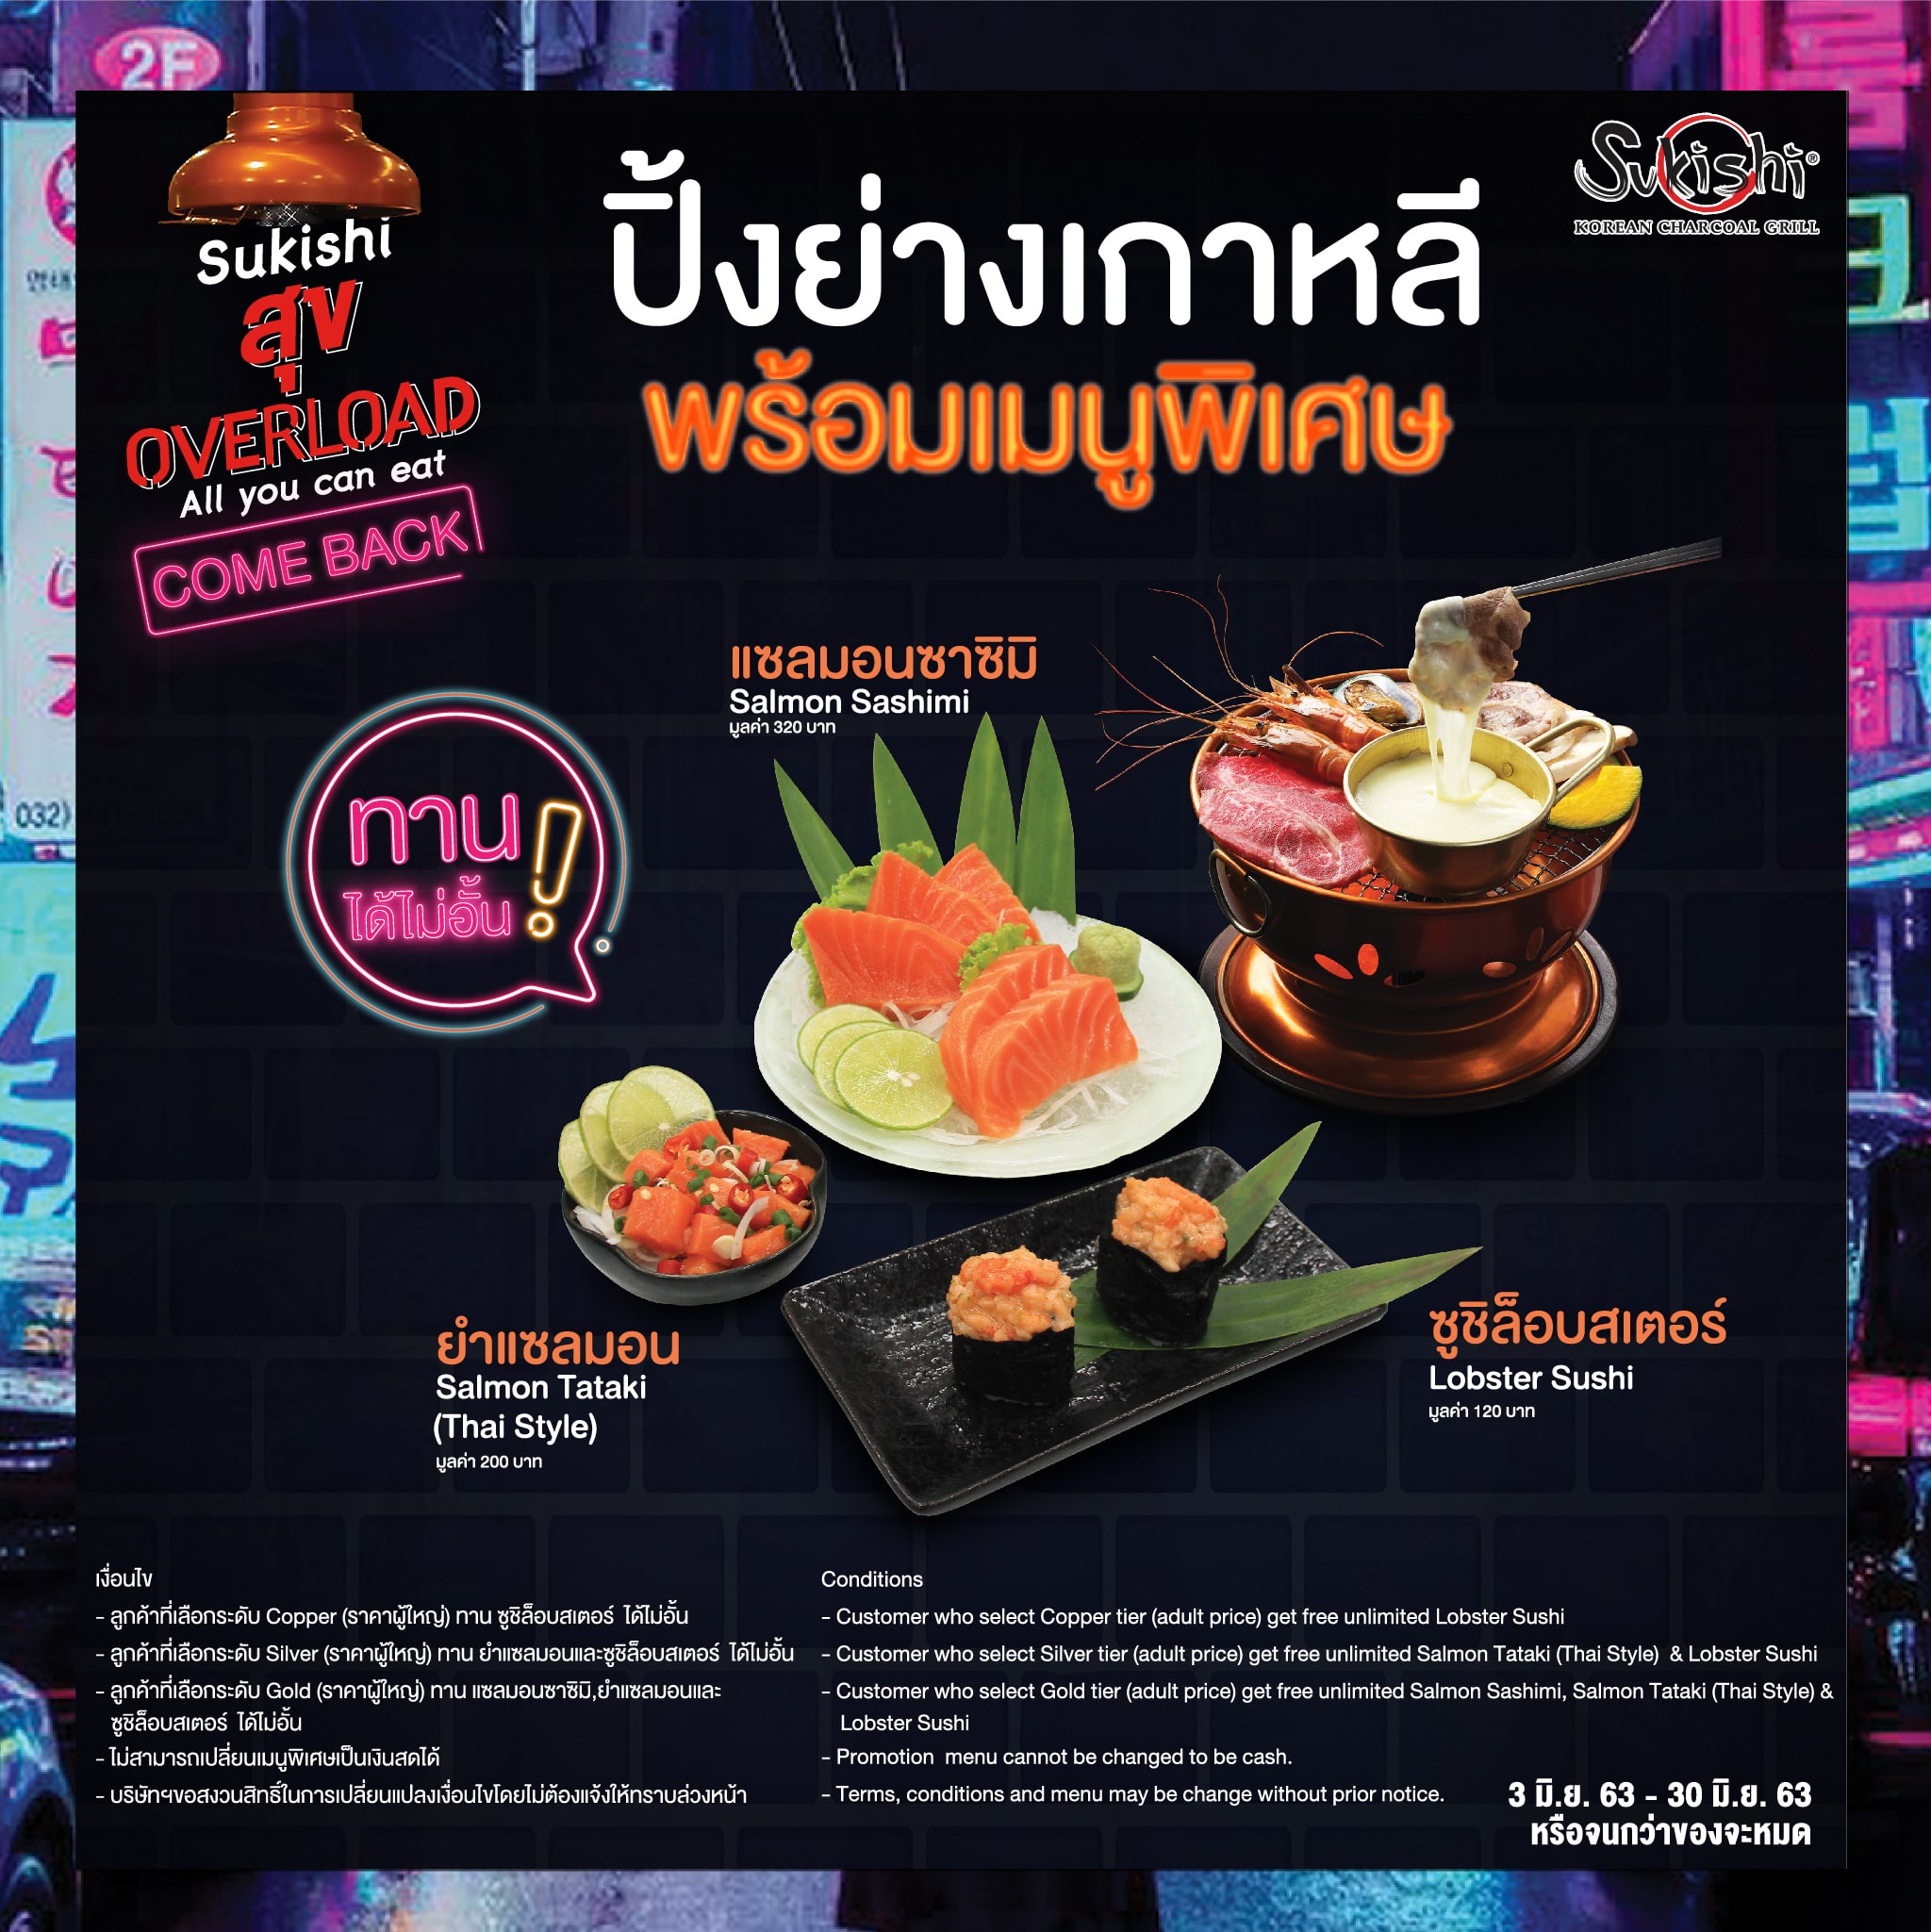 2F
Sukishi
สุข
OVERLOAD
All you can eat
COME BACK
ปิ้งย่างเกาหลี
พร้อมเมนูพิเศษ
Sukishi®
KOREAN CHARCOAL GRILL
ทาน
ได้ไม่อั้น!
แซลมอนซาซิมิ
Salmon Sashimi
มูลค่า 320 บาท
ยำแซลมอน
Salmon Tataki
(Thai Style)
มูลค่า 200 บาท
ซูชิล็อบสเตอร์
Lobster Sushi
มูลค่า 120 บาท
032)
เงื่อนไข
- ลูกค้าที่เลือกระดับ Copper (ราคาผู้ใหญ่) ทาน ซูชิล็อบสเตอร์ ได้ไม่อั้น
- ลูกค้าที่เลือกระดับ Silver (ราคาผู้ใหญ่) ทาน ยำแซลมอนและซูชิล็อบสเตอร์ ได้ไม่อั้น
- ลูกค้าที่เลือกระดับ Gold (ราคาผู้ใหญ่) ทาน แซลมอนซาซิมิ,ยำแซลมอนและ
ซูชิล็อบสเตอร์ ได้ไม่อั้น
- ไม่สามารถเปลี่ยนเมนูพิเศษเป็นเงินสดได้
- บริษัทฯขอสงวนสิทธิ์ในการเปลี่ยนแปลงเงื่อนไขโดยไม่ต้องแจ้งให้ทราบล่วงหน้า
Conditions
- Customer who select Copper tier (adult price) get free unlimited Lobster Sushi
- Customer who select Silver tier (adult price) get free unlimited Salmon Tataki (Thai Style) & Lobster Sushi
- Customer who select Gold tier (adult price) get free unlimited Salmon Sashimi, Salmon Tataki (Thai Style) &
Lobster Sushi
- Promotion menu cannot be changed to be cash.
- Terms, conditions and menu may be change without prior notice.
3 มิ.ย. 63 - 30 มิ.ย. 63
หรือจนกว่าของจะหมด